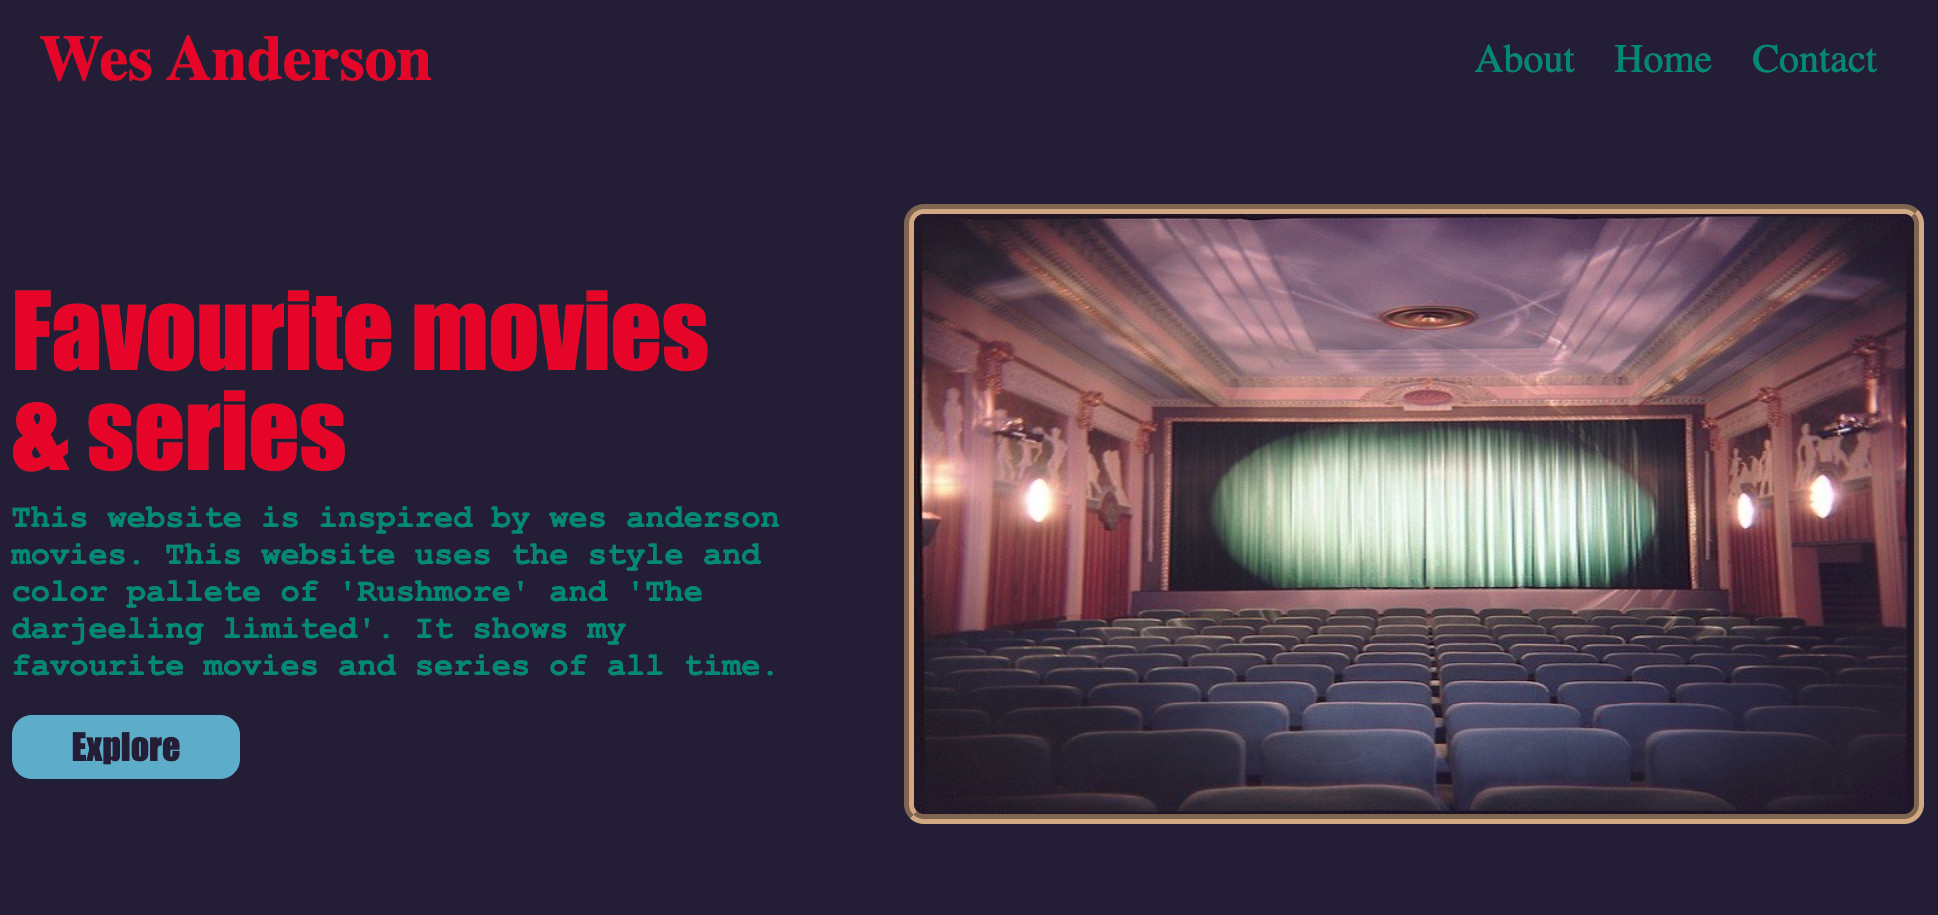 Wes Anderson
About Home Contact
Favourite movies
& series
This website is inspired by wes anderson
movies. This website uses the style and
color pallete of 'Rushmore' and 'The
darjeeling limited'. It shows my
favourite movies and series of all time.
Explore